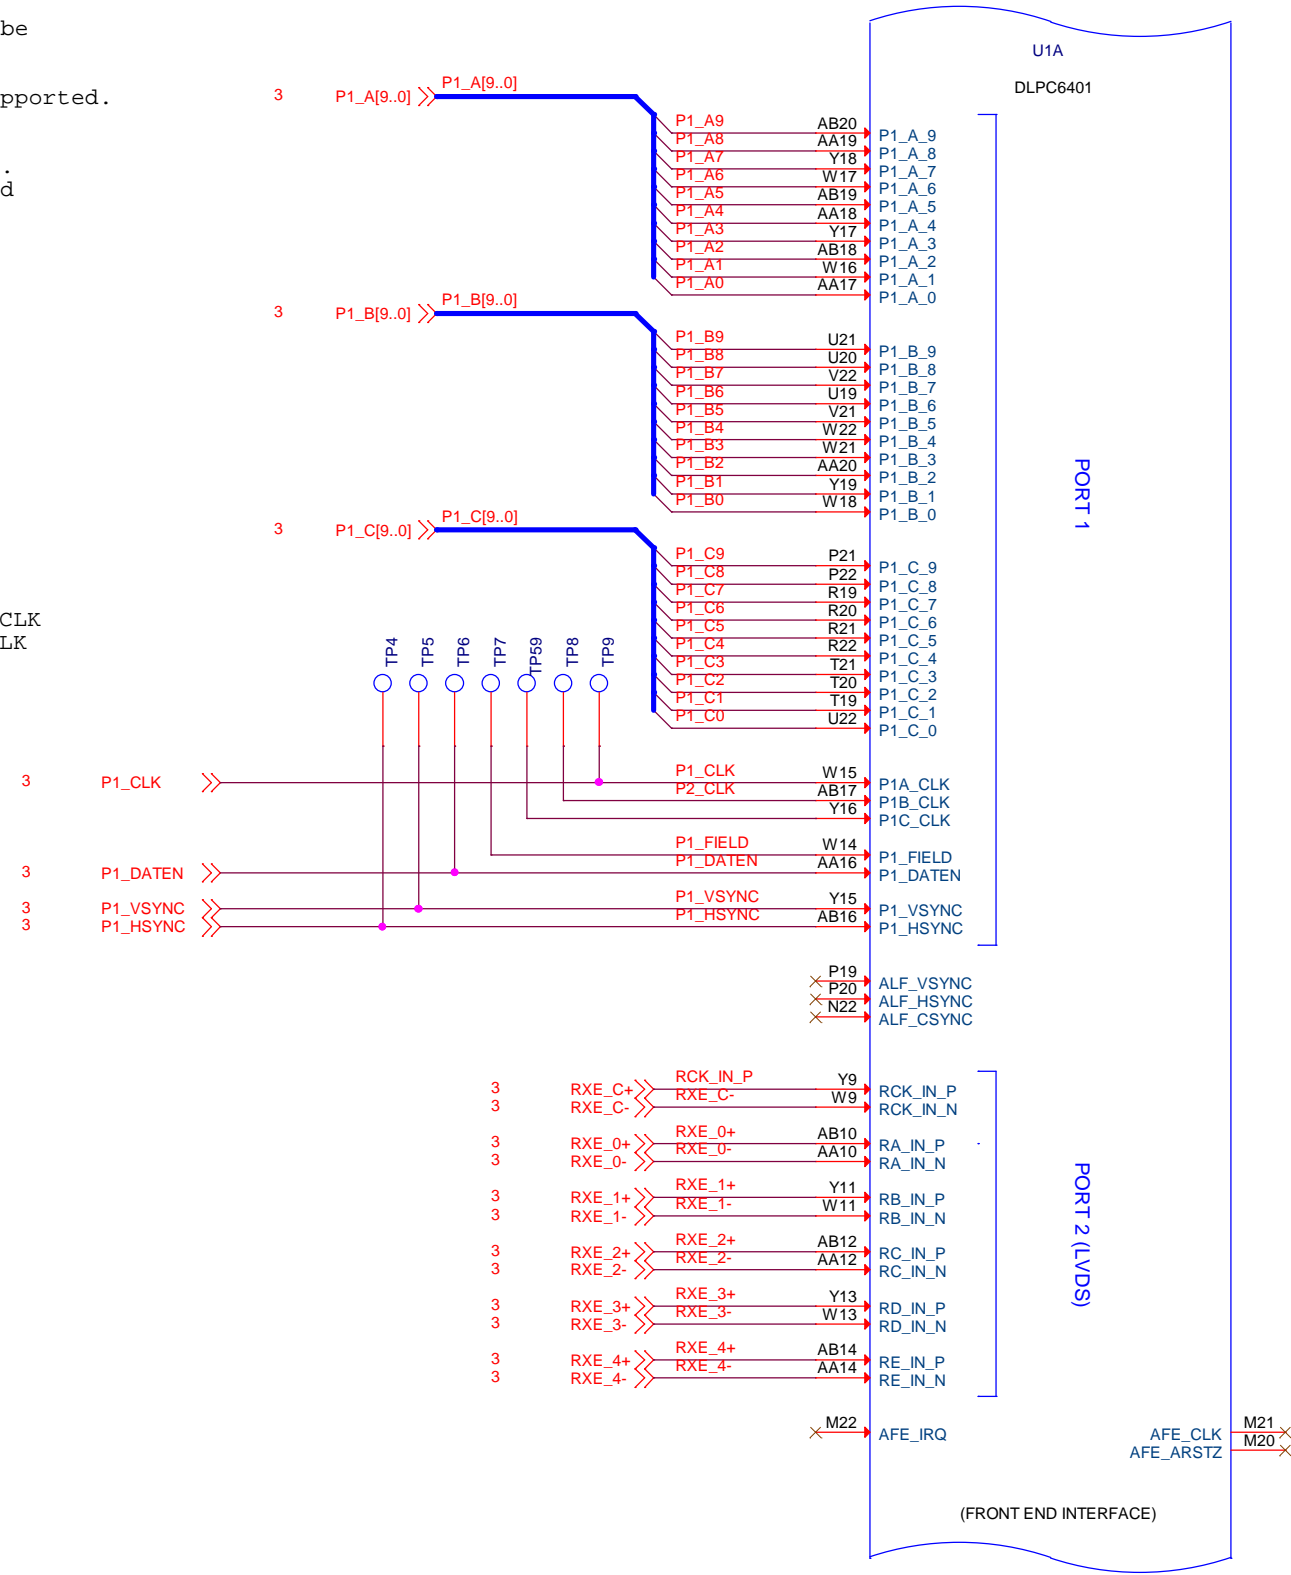 be
pported.
.
d
CLK
LK
U1A
DLPC6401
3 P1_A[9..0] P1_A[9..0]
P1_A9 AB20 P1_A_9
P1_A8 AA19 P1_A_8
P1_A7 Y18 P1_A_7
P1_A6 W17 P1_A_6
P1_A5 AB19 P1_A_5
P1_A4 AA18 P1_A_4
P1_A3 Y17 P1_A_3
P1_A2 AB18 P1_A_2
P1_A1 W16 P1_A_1
P1_A0 AA17 P1_A_0
3 P1_B[9..0] P1_B[9..0]
P1_B9 U21 P1_B_9
P1_B8 U20 P1_B_8
P1_B7 V22 P1_B_7
P1_B6 U19 P1_B_6
P1_B5 V21 P1_B_5
P1_B4 W22 P1_B_4
P1_B3 W21 P1_B_3
P1_B2 AA20 P1_B_2
P1_B1 Y19 P1_B_1
P1_B0 W18 P1_B_0
PORT 1
3 P1_C[9..0] P1_C[9..0]
P1_C9 P21 P1_C_9
P1_C8 P22 P1_C_8
P1_C7 R19 P1_C_7
P1_C6 R20 P1_C_6
P1_C5 R21 P1_C_5
P1_C4 R22 P1_C_4
P1_C3 T21 P1_C_3
P1_C2 T20 P1_C_2
P1_C1 T19 P1_C_1
P1_C0 U22 P1_C_0
TP4 TP5 TP6 TP7 TP59 TP8 TP9
3 P1_CLK P1_CLK W15 P1A_CLK
P2_CLK AB17 P1B_CLK
Y16 P1C_CLK
P1_FIELD W14 P1_FIELD
3 P1_DATEN P1_DATEN AA16 P1_DATEN
3 P1_VSYNC P1_VSYNC Y15 P1_VSYNC
3 P1_HSYNC P1_HSYNC AB16 P1_HSYNC
P19 ALF_VSYNC
P20 ALF_HSYNC
N22 ALF_CSYNC
3 RXE_C+ RCK_IN_P Y9 RCK_IN_P
3 RXE_C- RXE_C- W9 RCK_IN_N
3 RXE_0+ RXE_0+ AB10 RA_IN_P
3 RXE_0- RXE_0- AA10 RA_IN_N
3 RXE_1+ RXE_1+ Y11 RB_IN_P
3 RXE_1- RXE_1- W11 RB_IN_N
3 RXE_2+ RXE_2+ AB12 RC_IN_P
3 RXE_2- RXE_2- AA12 RC_IN_N
3 RXE_3+ RXE_3+ Y13 RD_IN_P
3 RXE_3- RXE_3- W13 RD_IN_N
3 RXE_4+ RXE_4+ AB14 RE_IN_P
3 RXE_4- RXE_4- AA14 RE_IN_N
PORT 2 (LVDS)
M22 AFE_IRQ
AFE_CLK M21
AFE_ARSTZ M20
(FRONT END INTERFACE)